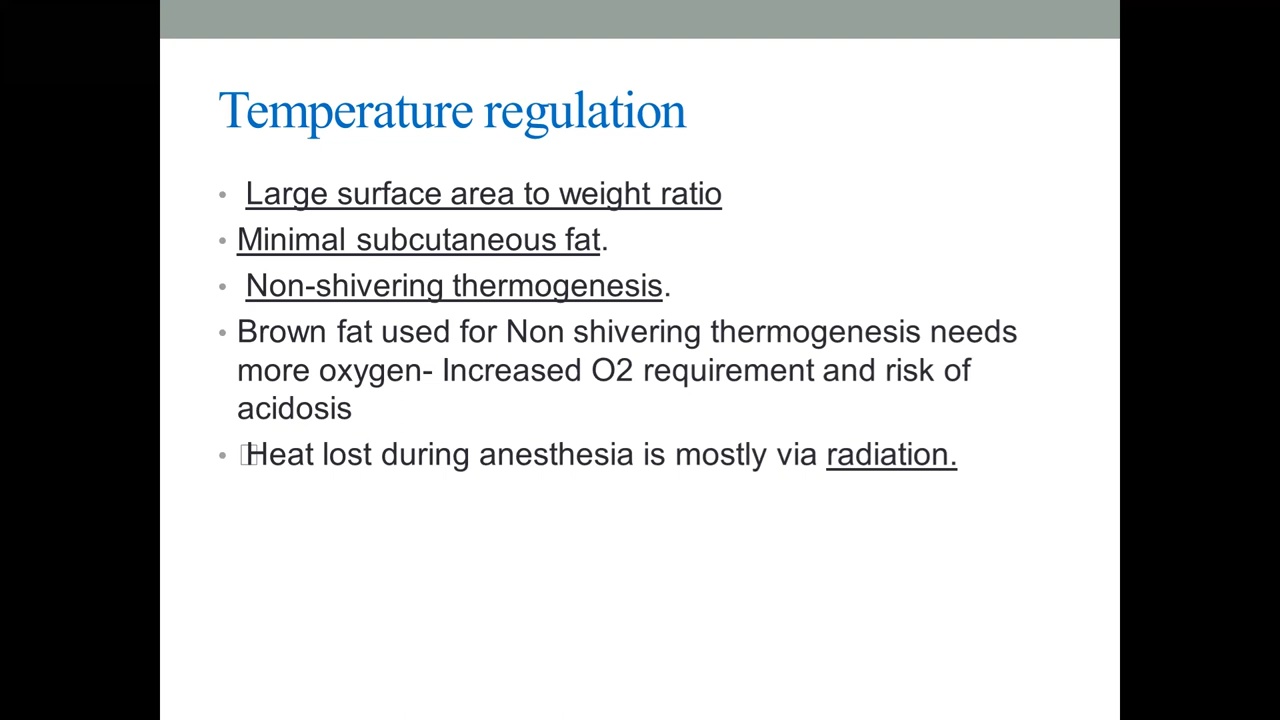 Temperature regulation
• Large surface area to weight ratio
• Minimal subcutaneous fat.
• Non-shivering thermogenesis.
• Brown fat used for Non shivering thermogenesis needs
more oxygen- Increased O2 requirement and risk of
acidosis
• Heat lost during anesthesia is mostly via radiation.